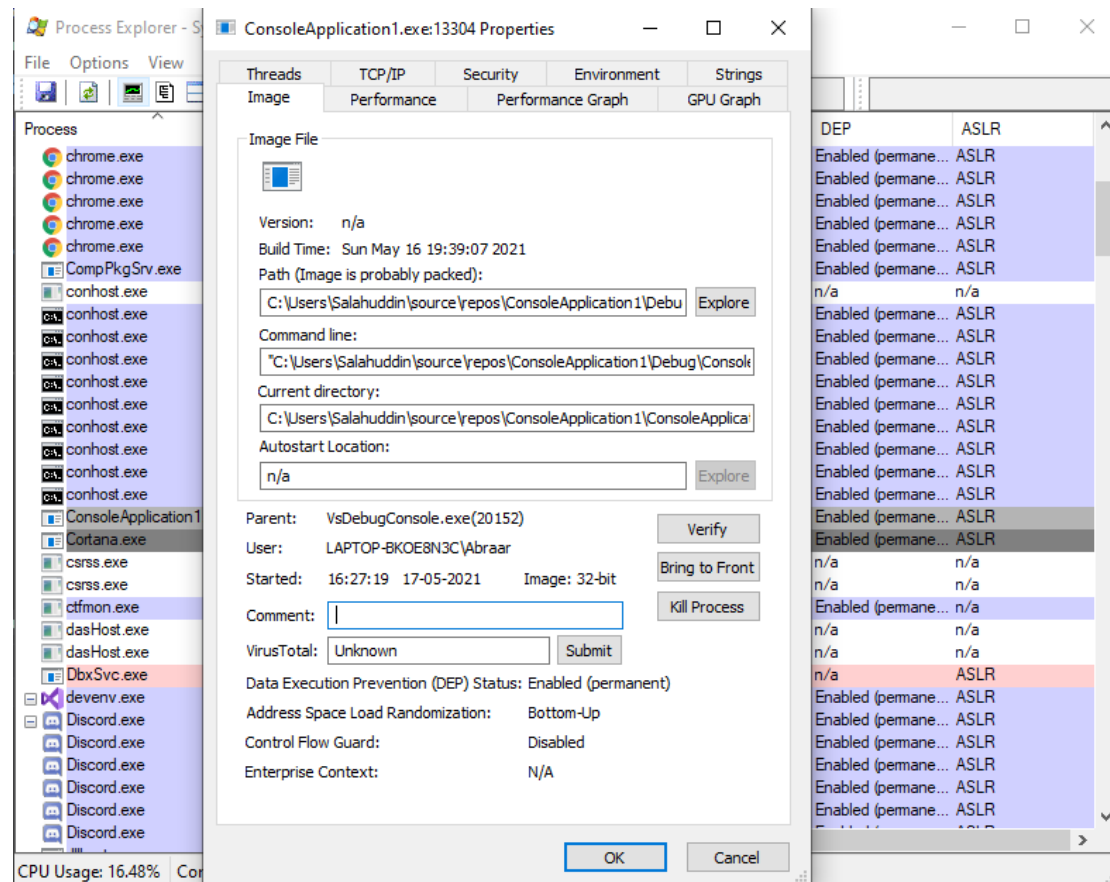 Process Explorer - S
ConsoleApplication1.exe:13304 Properties
File Options View
Threads TCP/IP Security Environment Strings
Image Performance Performance Graph GPU Graph
Process
DEP ASLR
Image File
chrome.exe Enabled (permane... ASLR
chrome.exe Enabled (permane... ASLR
chrome.exe Enabled (permane... ASLR
chrome.exe Enabled (permane... ASLR
chrome.exe Enabled (permane... ASLR
CompPkgSrv.exe Enabled (permane... ASLR
conhost.exe n/a n/a
conhost.exe Enabled (permane... ASLR
conhost.exe Enabled (permane... ASLR
conhost.exe Enabled (permane... ASLR
conhost.exe Enabled (permane... ASLR
conhost.exe Enabled (permane... ASLR
conhost.exe Enabled (permane... ASLR
conhost.exe Enabled (permane... ASLR
conhost.exe Enabled (permane... ASLR
conhost.exe Enabled (permane... ASLR
ConsoleApplication1 Enabled (permane... ASLR
Cortana.exe Enabled (permane... ASLR
csrss.exe n/a n/a
csrss.exe n/a n/a
ctfmon.exe Enabled (permane... n/a
dasHost.exe n/a n/a
dasHost.exe n/a n/a
DbxSvc.exe n/a ASLR
devenv.exe Enabled (permane... ASLR
Discord.exe Enabled (permane... ASLR
Discord.exe Enabled (permane... ASLR
Discord.exe Enabled (permane... ASLR
Discord.exe Enabled (permane... ASLR
Discord.exe Enabled (permane... ASLR
Discord.exe
Version: n/a
Build Time: Sun May 16 19:39:07 2021
Path (Image is probably packed):
C:\Users\Salahuddin\source\repos\ConsoleApplication1\Debu Explore
Command line:
"C:\Users\Salahuddin\source\repos\ConsoleApplication1\Debug\Console
Current directory:
C:\Users\Salahuddin\source\repos\ConsoleApplication1\ConsoleApplicat
Autostart Location:
n/a Explore
Parent: VsDebugConsole.exe(20152) Verify
User: LAPTOP-BKOE8N3C\Abraar
Bring to Front
Started: 16:27:19 17-05-2021 Image: 32-bit
Comment: Kill Process
VirusTotal: Unknown Submit
Data Execution Prevention (DEP) Status: Enabled (permanent)
Address Space Load Randomization: Bottom-Up
Control Flow Guard: Disabled
Enterprise Context: N/A
OK Cancel
CPU Usage: 16.48% Cor